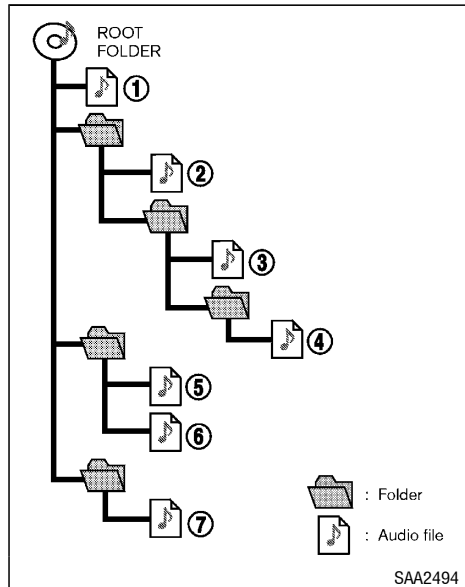 ROOT
FOLDER
①
②
③
④
⑤
⑥
⑦
: Folder
: Audio file
SAA2494